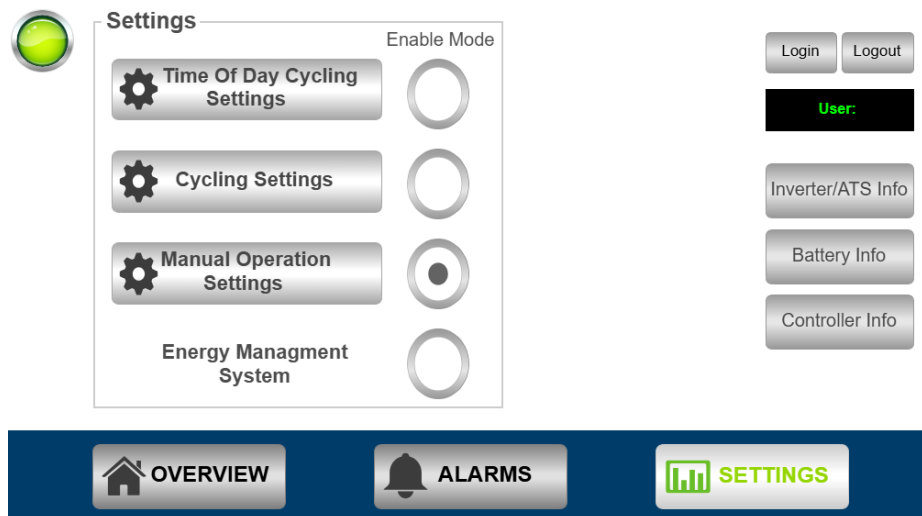 Settings
Enable Mode
Login
Logout
Time Of Day Cycling
Settings
User:
Cycling Settings
Inverter/ATS Info
Manual Operation
Settings
Battery Info
Controller Info
Energy Managment
System
OVERVIEW
ALARMS
SETTINGS